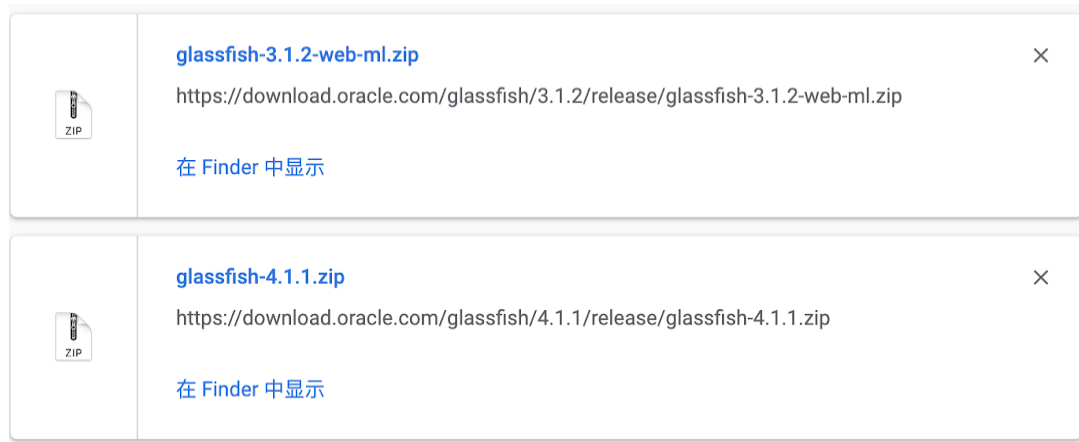 glassfish-3.1.2-web-ml.zip
https://download.oracle.com/glassfish/3.1.2/release/glassfish-3.1.2-web-ml.zip
ZIP
在 Finder 中显示
glassfish-4.1.1.zip
https://download.oracle.com/glassfish/4.1.1/release/glassfish-4.1.1.zip
ZIP
在 Finder 中显示